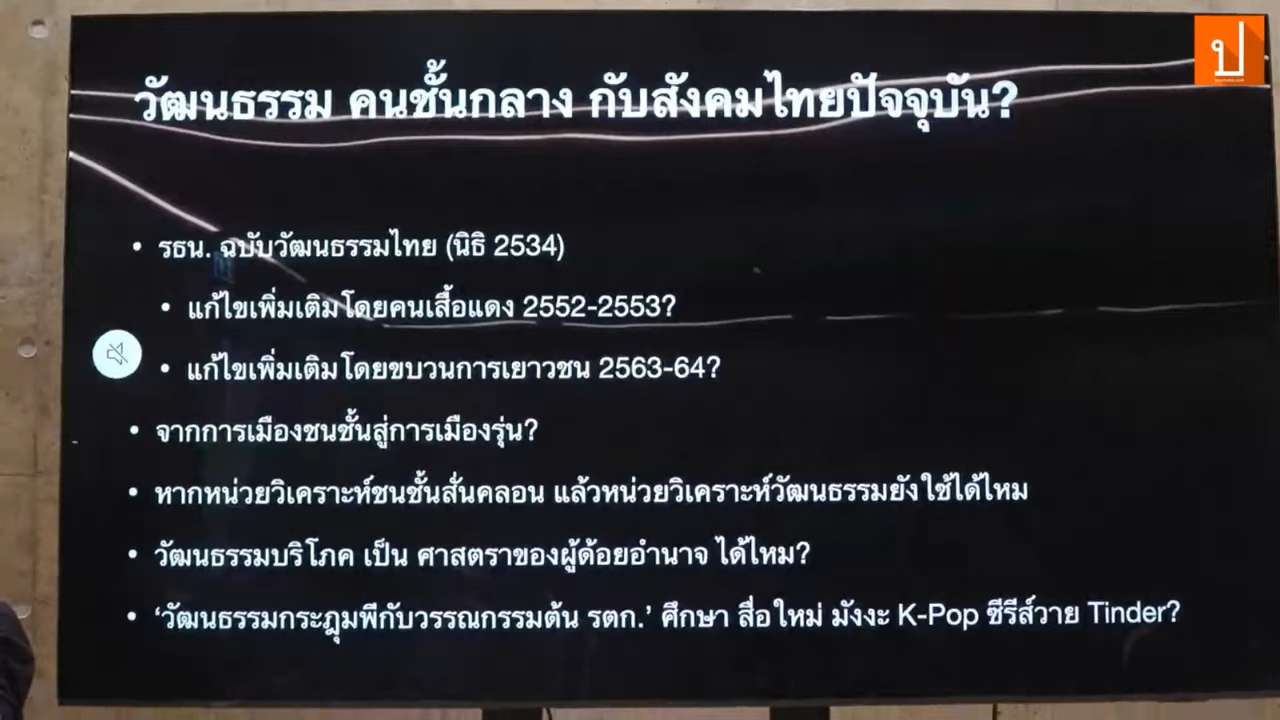 ป
วัฒนธรรม คนชั้นกลาง กับสังคมไทยปัจจุบัน?
• รธน. ฉบับวัฒนธรรมไทย (นิธิ 2534)
• แก้ไขเพิ่มเติมโดยคนเสื้อแดง 2552-2553?
• แก้ไขเพิ่มเติมโดยขบวนการเยาวชน 2563-64?
• จากการเมืองชนชั้นสู่การเมืองรุ่น?
• หากหน่วยวิเคราะห์ชนชั้นสั่นคลอน แล้วหน่วยวิเคราะห์วัฒนธรรมยังใช้ได้ไหม
• วัฒนธรรมบริโภค เป็น ศาสตราของผู้ด้อยอำนาจ ได้ไหม?
• ‘วัฒนธรรมกระฎุมพีกับวรรณกรรมต้น รตก.’ ศึกษา สื่อใหม่ มังงะ K-Pop ซีรีส์วาย Tinder?